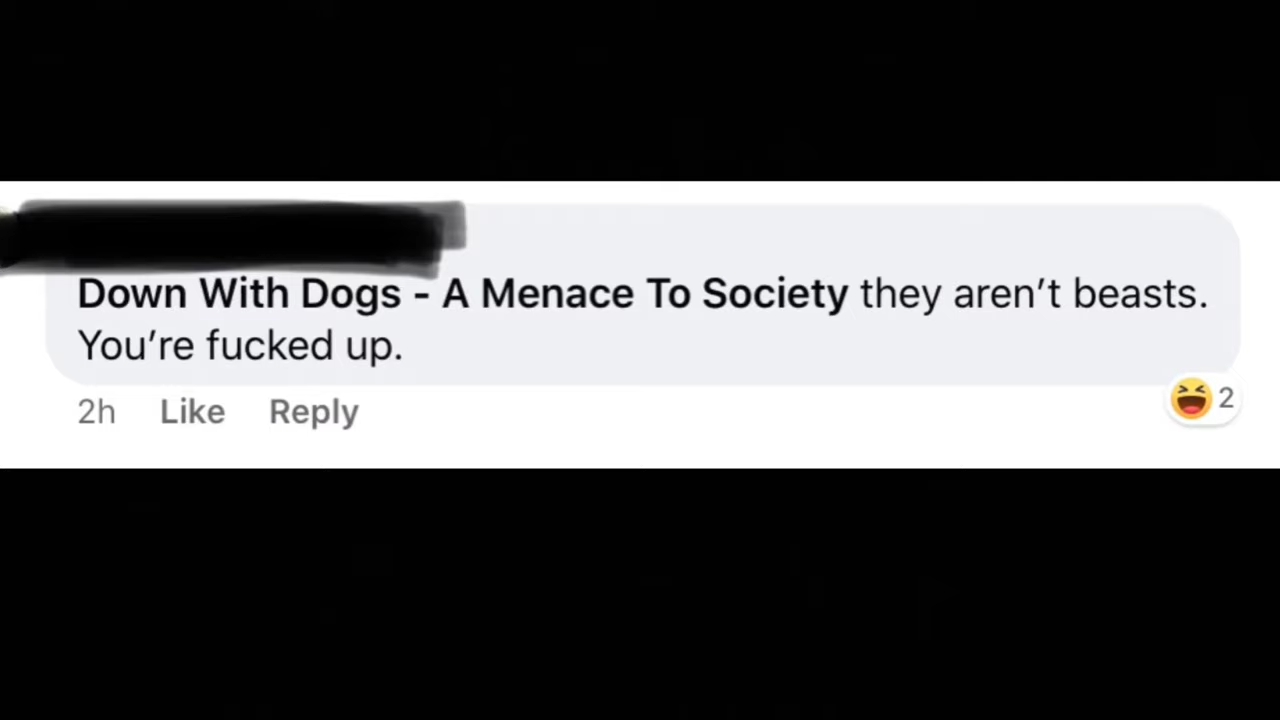 Down With Dogs - A Menace To Society they aren’t beasts.
You’re fucked up.
2h Like Reply
2